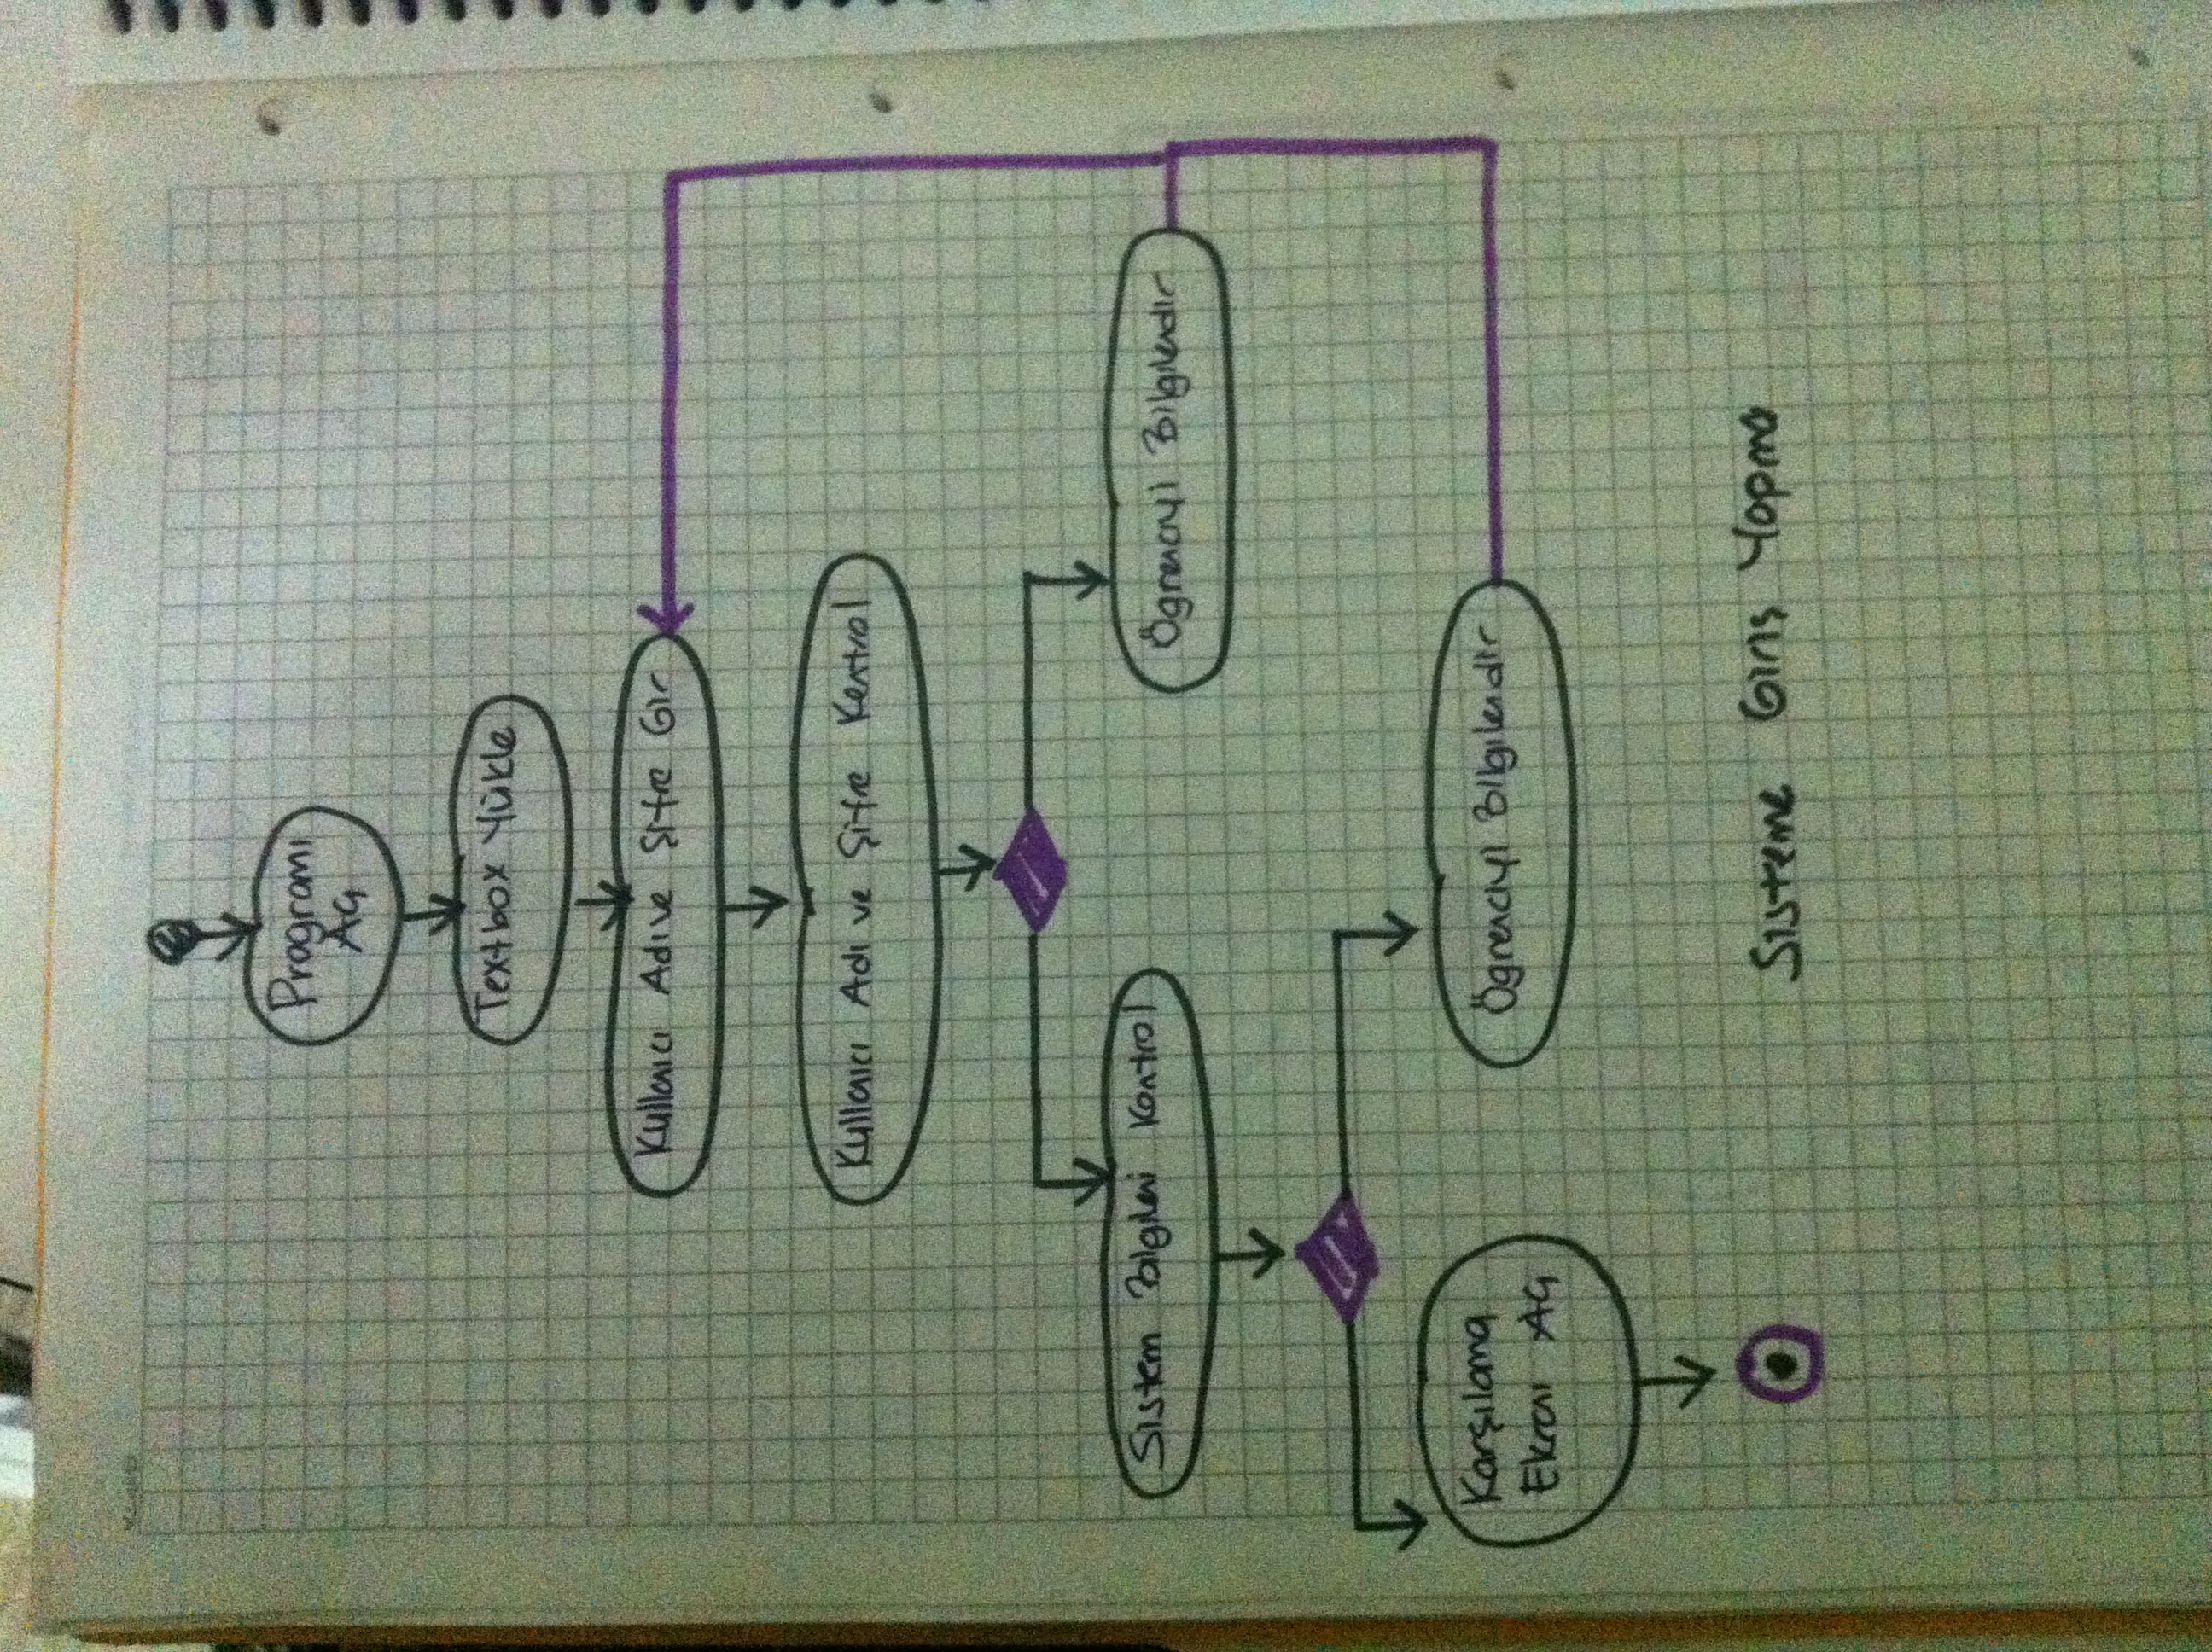 Programı
Aç
Textbox Yükle
Kullanıcı Adı ve Şifre Gir
Kullanıcı Adı ve Şifre Kontrol
Sistem Bilgileri Kontrol
Öğrenciyi Bilgilendir
Karşılama
Ekranı Aç
Öğrenciyi Bilgilendir
Sisteme Giriş Yapma